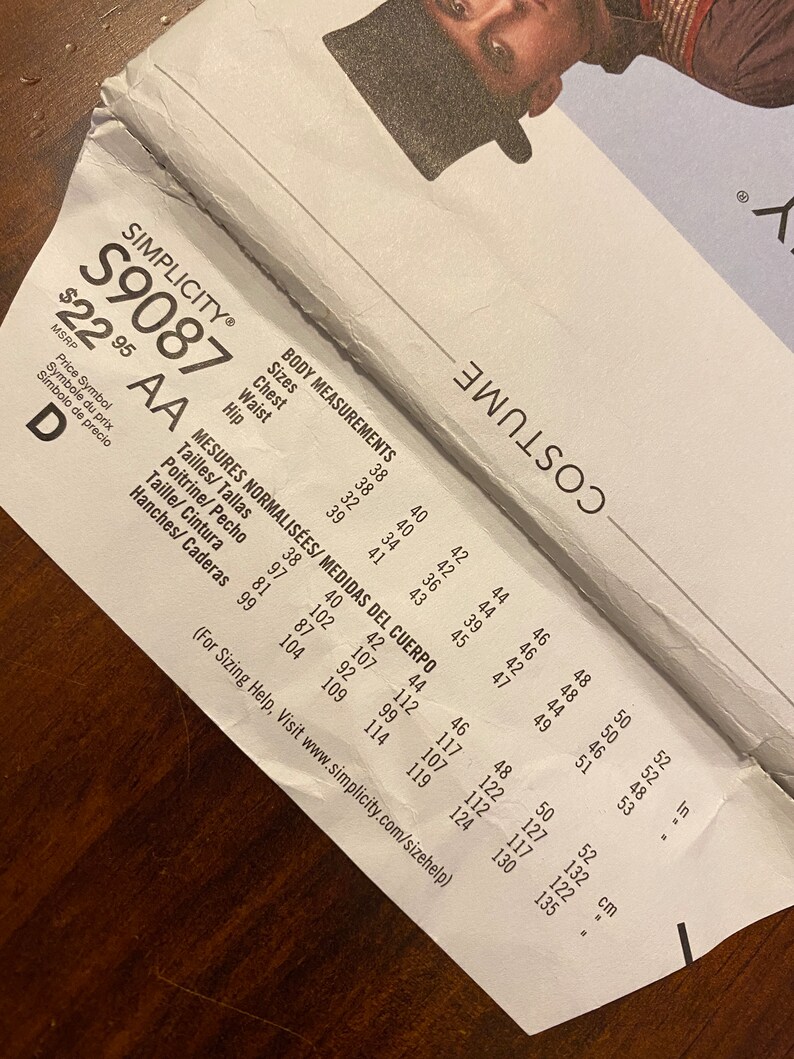 SIMPLICITY®
S9087
$22.95 AA
MSRP
Price Symbol
Symbole du prix
Símbolo de precio
D
BODY MEASUREMENTS
Sizes 38 40 42 44 46 48 50 52
Chest 38 40 42 44 46 48 50 52 In
Waist 32 34 36 39 42 44 46 48 "
Hip 39 41 43 45 47 49 51 53 "
MESURES NORMALISÉES/ MEDIDAS DEL CUERPO
Tailles/Tallas 38 40 42 44 46 48 50 52
Poitrine/ Pecho 97 102 107 112 117 122 127 132 cm
Taille/ Cintura 81 87 92 99 107 112 117 122 "
Hanches/ Caderas 99 104 109 114 119 124 130 135 "
(For Sizing Help, Visit www.simplicity.com/sizehelp)
COSTUME
Y®